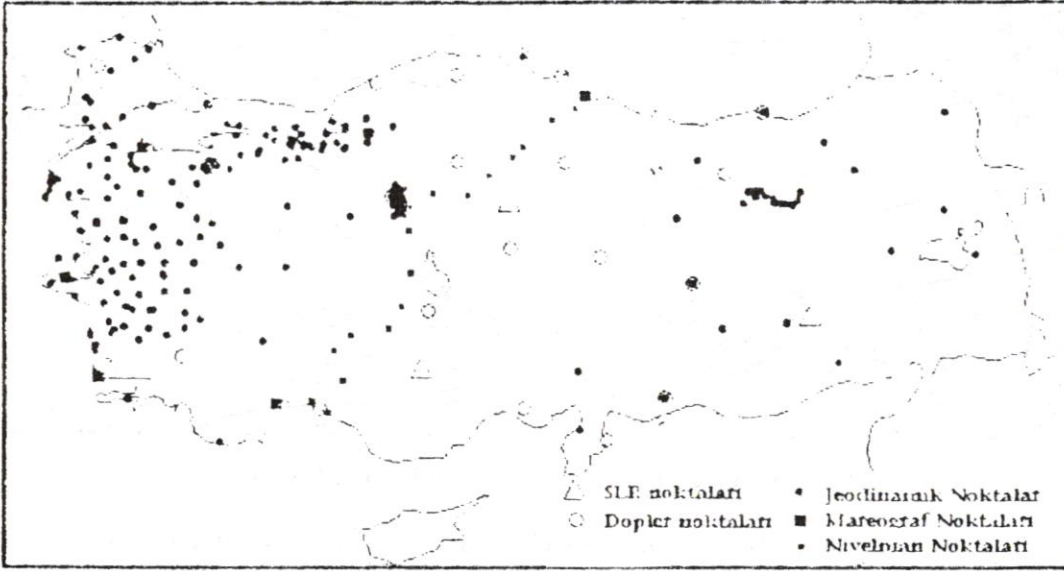 SLR noktaları
Dopler noktaları
Jeodinamik Noktalar
Mareograf Noktaları
Nivelman Noktaları